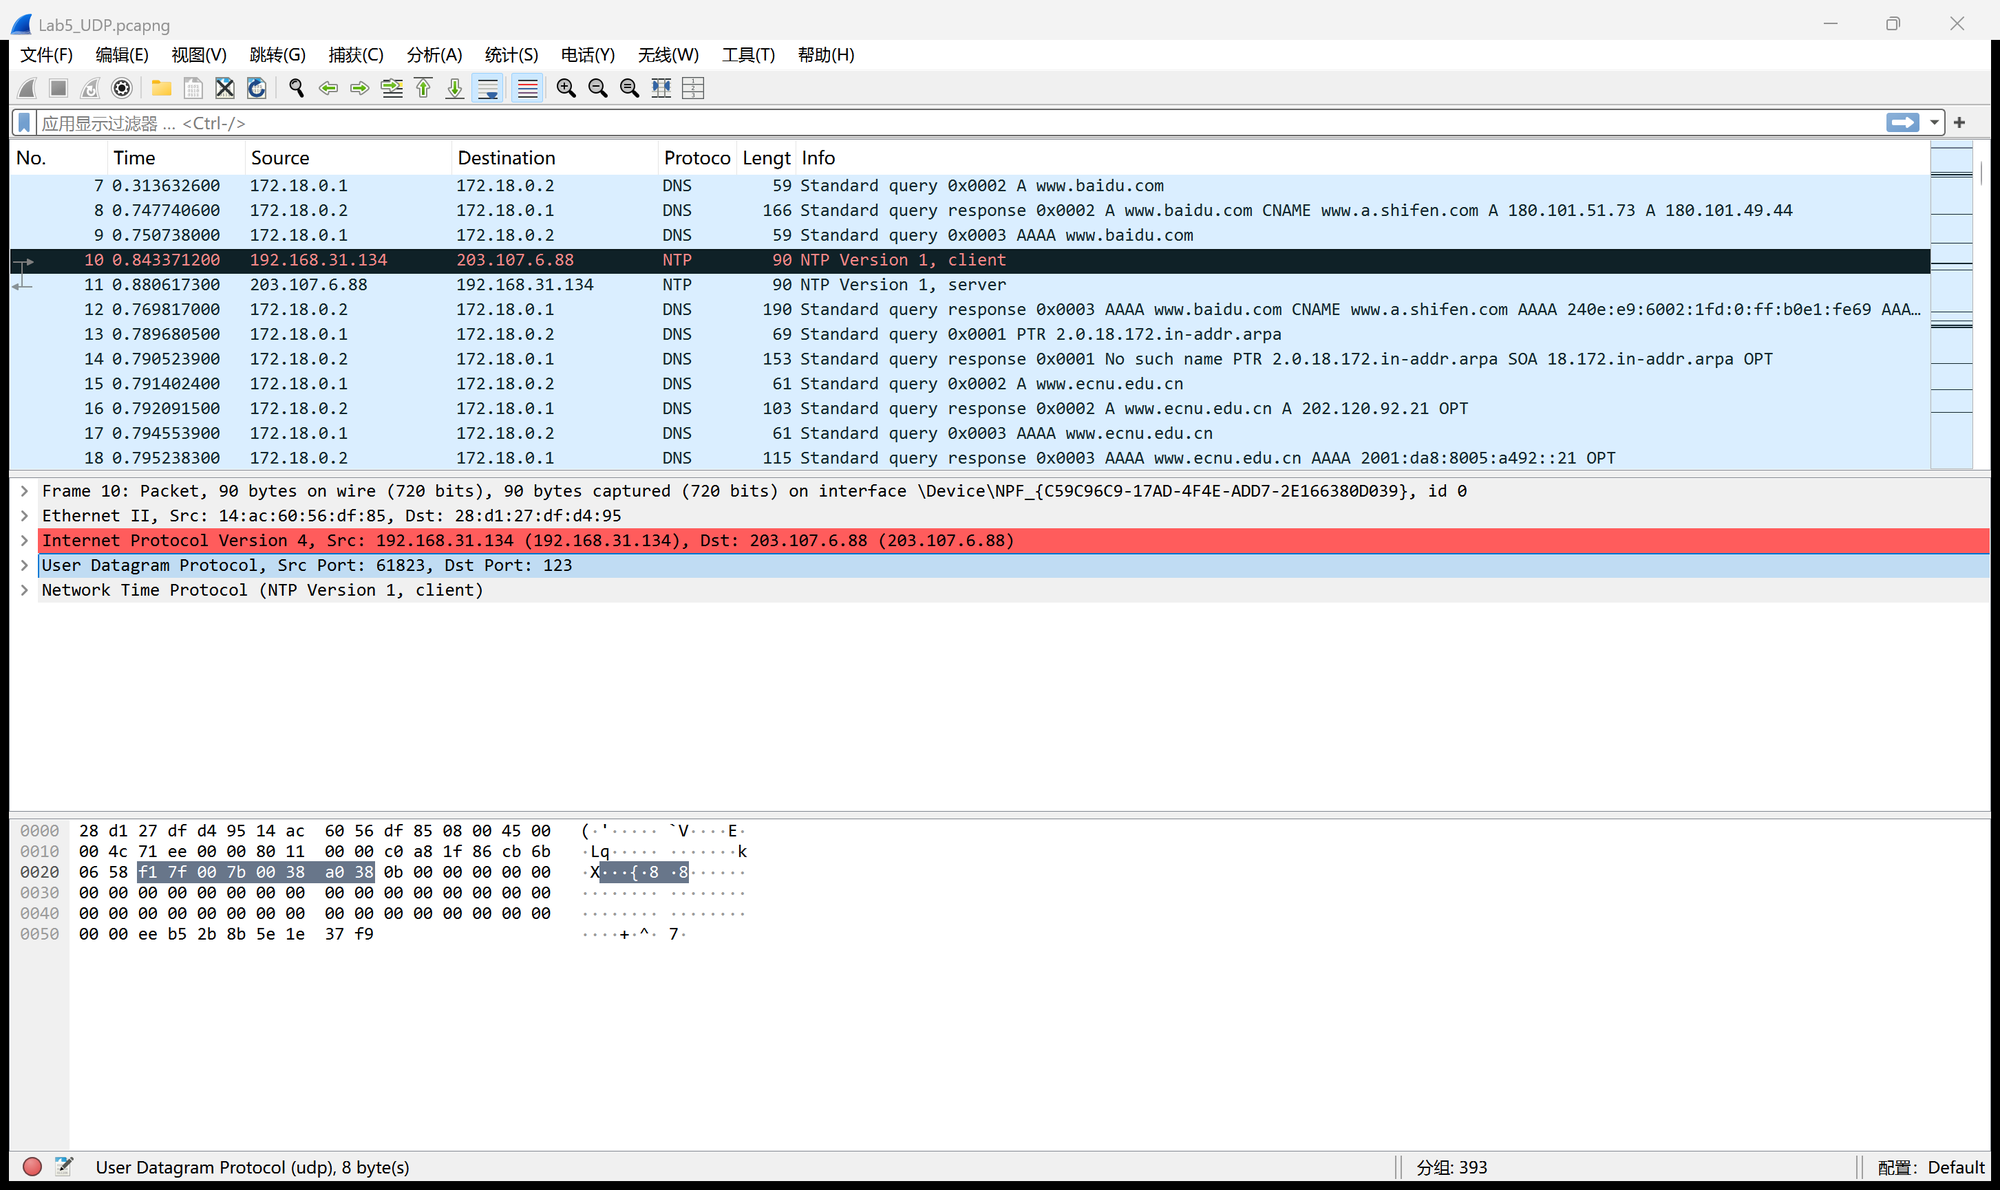 Lab5_UDP.pcapng
文件(F) 编辑(E) 视图(V) 跳转(G) 捕获(C) 分析(A) 统计(S) 电话(Y) 无线(W) 工具(T) 帮助(H)
应用显示过滤器 … <Ctrl-/>
No. Time Source Destination Protoco Lengt Info
7 0.313632600 172.18.0.1 172.18.0.2 DNS 59 Standard query 0x0002 A www.baidu.com
8 0.747740600 172.18.0.2 172.18.0.1 DNS 166 Standard query response 0x0002 A www.baidu.com CNAME www.a.shifen.com A 180.101.51.73 A 180.101.49.44
9 0.750738000 172.18.0.1 172.18.0.2 DNS 59 Standard query 0x0003 AAAA www.baidu.com
10 0.843371200 192.168.31.134 203.107.6.88 NTP 90 NTP Version 1, client
11 0.880617300 203.107.6.88 192.168.31.134 NTP 90 NTP Version 1, server
12 0.769817000 172.18.0.2 172.18.0.1 DNS 190 Standard query response 0x0003 AAAA www.baidu.com CNAME www.a.shifen.com AAAA 240e:e9:6002:1fd:0:ff:b0e1:fe69 AAA…
13 0.789680500 172.18.0.1 172.18.0.2 DNS 69 Standard query 0x0001 PTR 2.0.18.172.in-addr.arpa
14 0.790523900 172.18.0.2 172.18.0.1 DNS 153 Standard query response 0x0001 No such name PTR 2.0.18.172.in-addr.arpa SOA 18.172.in-addr.arpa OPT
15 0.791402400 172.18.0.1 172.18.0.2 DNS 61 Standard query 0x0002 A www.ecnu.edu.cn
16 0.792091500 172.18.0.2 172.18.0.1 DNS 103 Standard query response 0x0002 A www.ecnu.edu.cn A 202.120.92.21 OPT
17 0.794553900 172.18.0.1 172.18.0.2 DNS 61 Standard query 0x0003 AAAA www.ecnu.edu.cn
18 0.795238300 172.18.0.2 172.18.0.1 DNS 115 Standard query response 0x0003 AAAA www.ecnu.edu.cn AAAA 2001:da8:8005:a492::21 OPT
Frame 10: Packet, 90 bytes on wire (720 bits), 90 bytes captured (720 bits) on interface \Device\NPF_{C59C96C9-17AD-4F4E-ADD7-2E166380D039}, id 0
Ethernet II, Src: 14:ac:60:56:df:85, Dst: 28:d1:27:df:d4:95
Internet Protocol Version 4, Src: 192.168.31.134 (192.168.31.134), Dst: 203.107.6.88 (203.107.6.88)
User Datagram Protocol, Src Port: 61823, Dst Port: 123
Network Time Protocol (NTP Version 1, client)
0000 28 d1 27 df d4 95 14 ac 60 56 df 85 08 00 45 00 (·'····· `V····E·
0010 00 4c 71 ee 00 00 80 11 00 00 c0 a8 1f 86 cb 6b ·Lq····· ·······k
0020 06 58 f1 7f 00 7b 00 38 a0 38 0b 00 00 00 00 00 ·X···{·8 ·8······
0030 00 00 00 00 00 00 00 00 00 00 00 00 00 00 00 00 ········ ········
0040 00 00 00 00 00 00 00 00 00 00 00 00 00 00 00 00 ········ ········
0050 00 00 ee b5 2b 8b 5e 1e 37 f9 ····+·^· 7·
User Datagram Protocol (udp), 8 byte(s) 分组: 393 配置: Default